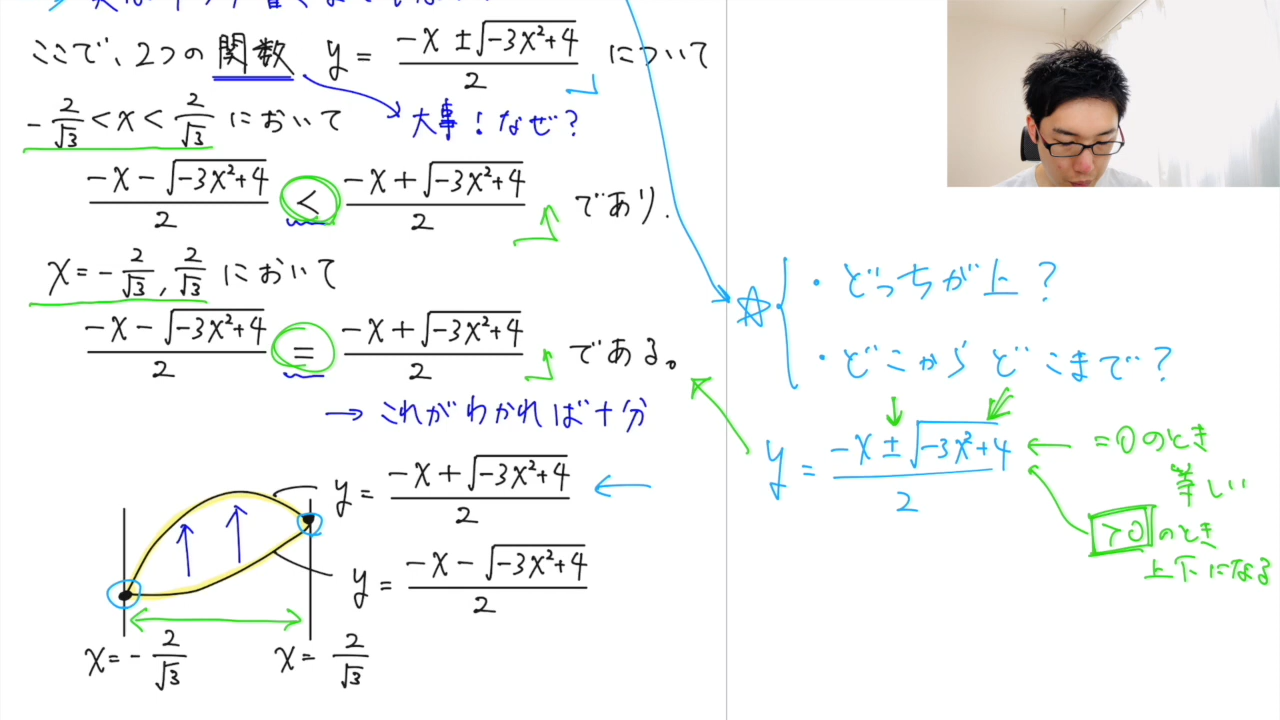 ここで、2つの関数 y = (-x ± √(-3x²+4))/2 について
大事！なぜ？
-2/√3 < x < 2/√3 において
(-x - √(-3x²+4))/2 < (-x + √(-3x²+4))/2 であり.
x = -2/√3, 2/√3 において
(-x - √(-3x²+4))/2 = (-x + √(-3x²+4))/2 である。
→ これがわかれば十分
y = (-x + √(-3x²+4))/2 ←
y = (-x - √(-3x²+4))/2
x = -2/√3
x = 2/√3
☆
・どっちが上？
・どこからどこまで？
y = (-x ± √(-3x²+4))/2
← =0のとき
等しい
>0のとき
上下になる